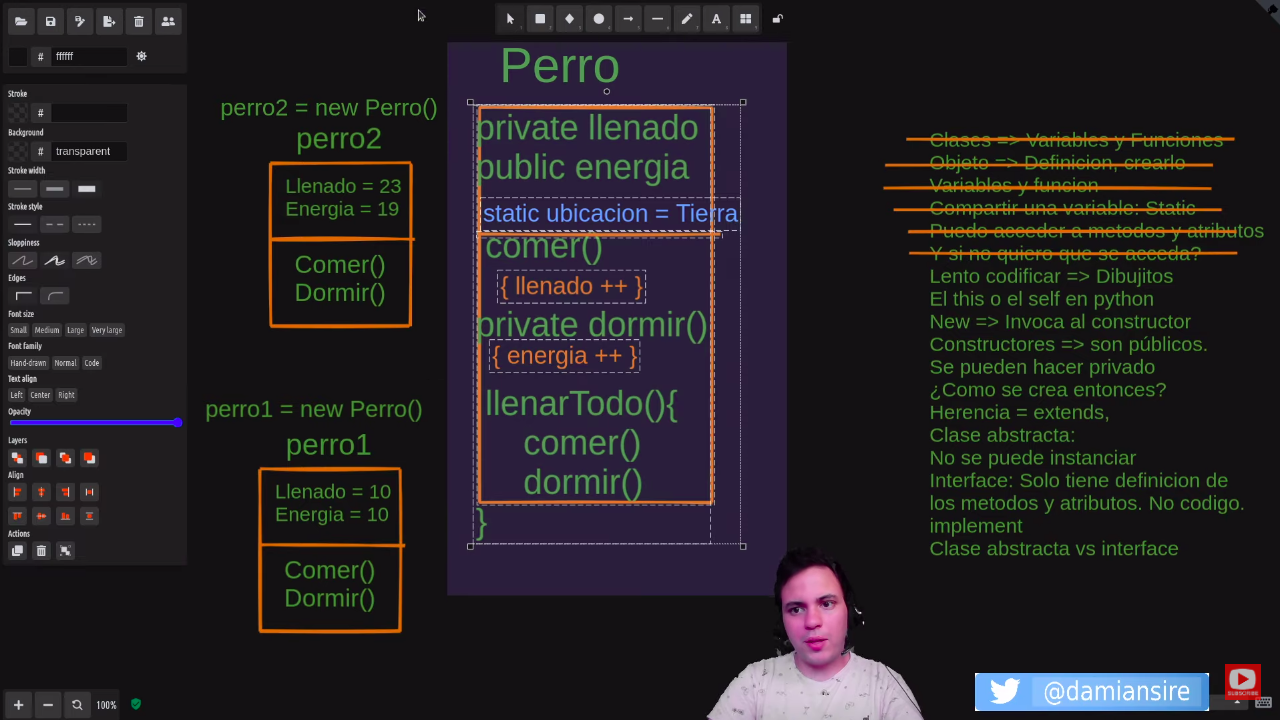 # ffffff
Stroke
#
Background
# transparent
Stroke width
Stroke style
Sloppiness
Edges
Font size
Small Medium Large Very large
Font family
Hand-drawn Normal Code
Text align
Left Center Right
Opacity
Layers
Align
Actions
100%
perro2 = new Perro()
perro2
Llenado = 23
Energia = 19
Comer()
Dormir()
perro1 = new Perro()
perro1
Llenado = 10
Energia = 10
Comer()
Dormir()
Perro
private llenado
public energia
static ubicacion = Tierra
comer()
{ llenado ++ }
private dormir()
{ energia ++ }
llenarTodo(){
comer()
dormir()
}
Clases => Variables y Funciones
Objeto => Definicion, crearlo
Variables y funcion
Compartir una variable: Static
Puedo acceder a metodos y atributos
Y si no quiero que se acceda?
Lento codificar => Dibujitos
El this o el self en python
New => Invoca al constructor
Constructores => son públicos.
Se pueden hacer privado
¿Como se crea entonces?
Herencia = extends,
Clase abstracta:
No se puede instanciar
Interface: Solo tiene definicion de
los metodos y atributos. No codigo.
implement
Clase abstracta vs interface
@damiansire
SUBSCRIBE